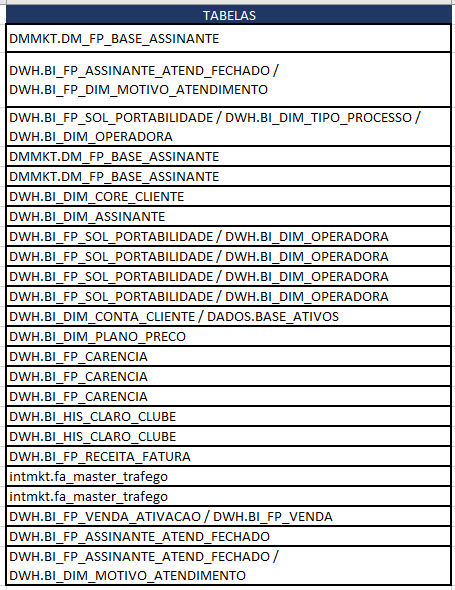 TABELAS
DMMKT.DM_FP_BASE_ASSINANTE
DWH.BI_FP_ASSINANTE_ATEND_FECHADO /
DWH.BI_FP_DIM_MOTIVO_ATENDIMENTO
DWH.BI_FP_SOL_PORTABILIDADE / DWH.BI_DIM_TIPO_PROCESSO /
DWH.BI_DIM_OPERADORA
DMMKT.DM_FP_BASE_ASSINANTE
DMMKT.DM_FP_BASE_ASSINANTE
DWH.BI_DIM_CORE_CLIENTE
DWH.BI_DIM_ASSINANTE
DWH.BI_FP_SOL_PORTABILIDADE / DWH.BI_DIM_OPERADORA
DWH.BI_FP_SOL_PORTABILIDADE / DWH.BI_DIM_OPERADORA
DWH.BI_FP_SOL_PORTABILIDADE / DWH.BI_DIM_OPERADORA
DWH.BI_FP_SOL_PORTABILIDADE / DWH.BI_DIM_OPERADORA
DWH.BI_DIM_CONTA_CLIENTE / DADOS.BASE_ATIVOS
DWH.BI_DIM_PLANO_PRECO
DWH.BI_FP_CARENCIA
DWH.BI_FP_CARENCIA
DWH.BI_FP_CARENCIA
DWH.BI_HIS_CLARO_CLUBE
DWH.BI_HIS_CLARO_CLUBE
DWH.BI_FP_RECEITA_FATURA
intmkt.fa_master_trafego
intmkt.fa_master_trafego
DWH.BI_FP_VENDA_ATIVACAO / DWH.BI_FP_VENDA
DWH.BI_FP_ASSINANTE_ATEND_FECHADO
DWH.BI_FP_ASSINANTE_ATEND_FECHADO /
DWH.BI_DIM_MOTIVO_ATENDIMENTO